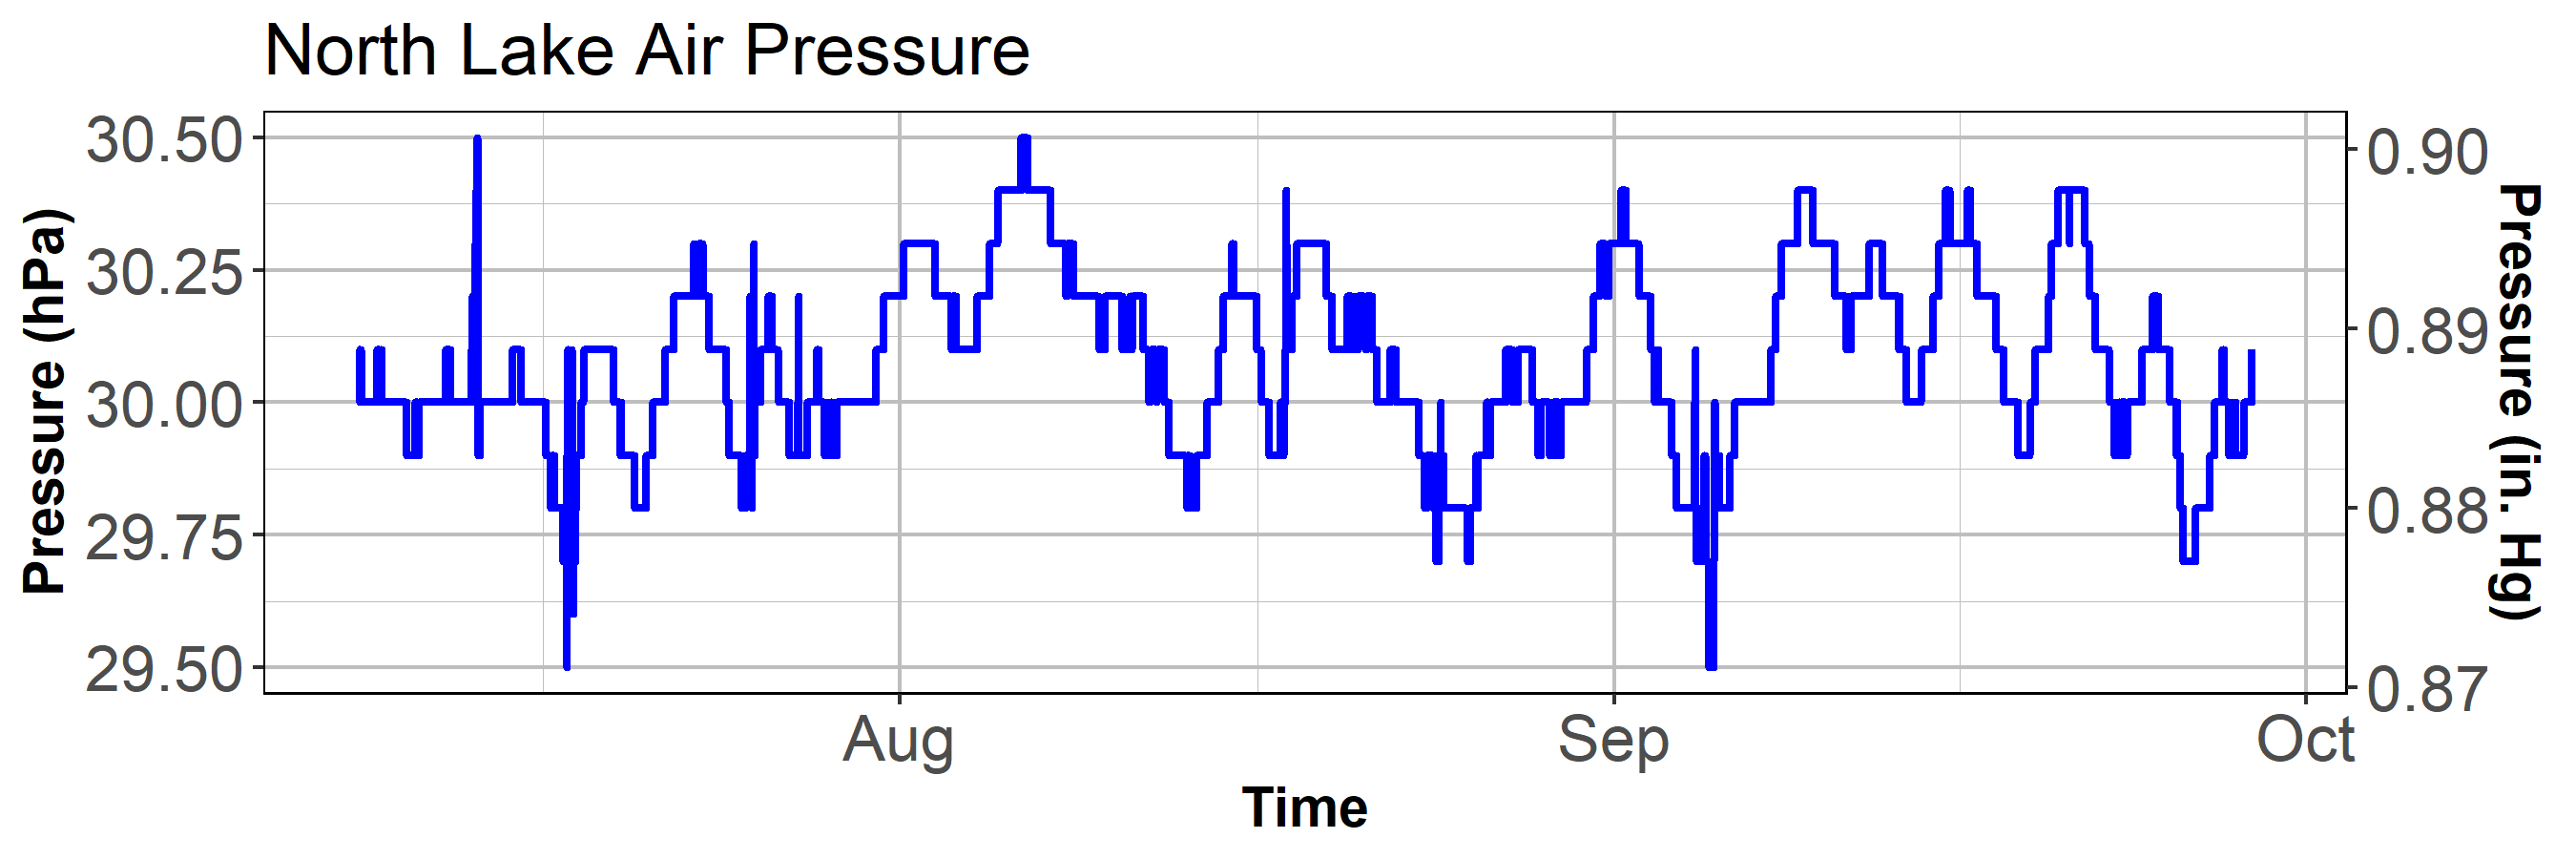 North Lake Air Pressure
Pressure (hPa)
30.50
30.25
30.00
29.75
29.50
0.90
0.89
0.88
0.87
Pressure (in. Hg)
Aug
Sep
Oct
Time